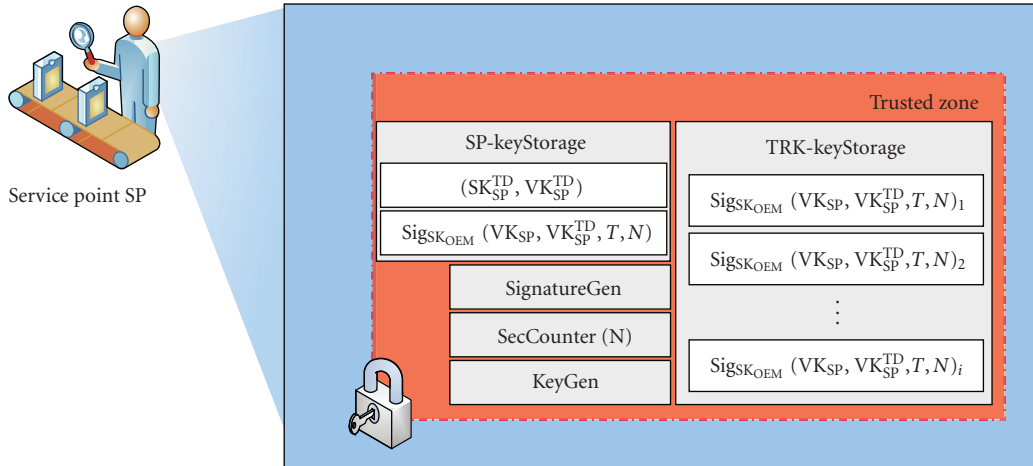 Service point SP
Trusted zone
SP-keyStorage
(SK_SP^TD, VK_SP^TD)
Sig_SK_OEM (VK_SP, VK_SP^TD, T, N)
SignatureGen
SecCounter (N)
KeyGen
TRK-keyStorage
Sig_SK_OEM (VK_SP, VK_SP^TD, T, N)_1
Sig_SK_OEM (VK_SP, VK_SP^TD, T, N)_2
⋮
Sig_SK_OEM (VK_SP, VK_SP^TD, T, N)_i